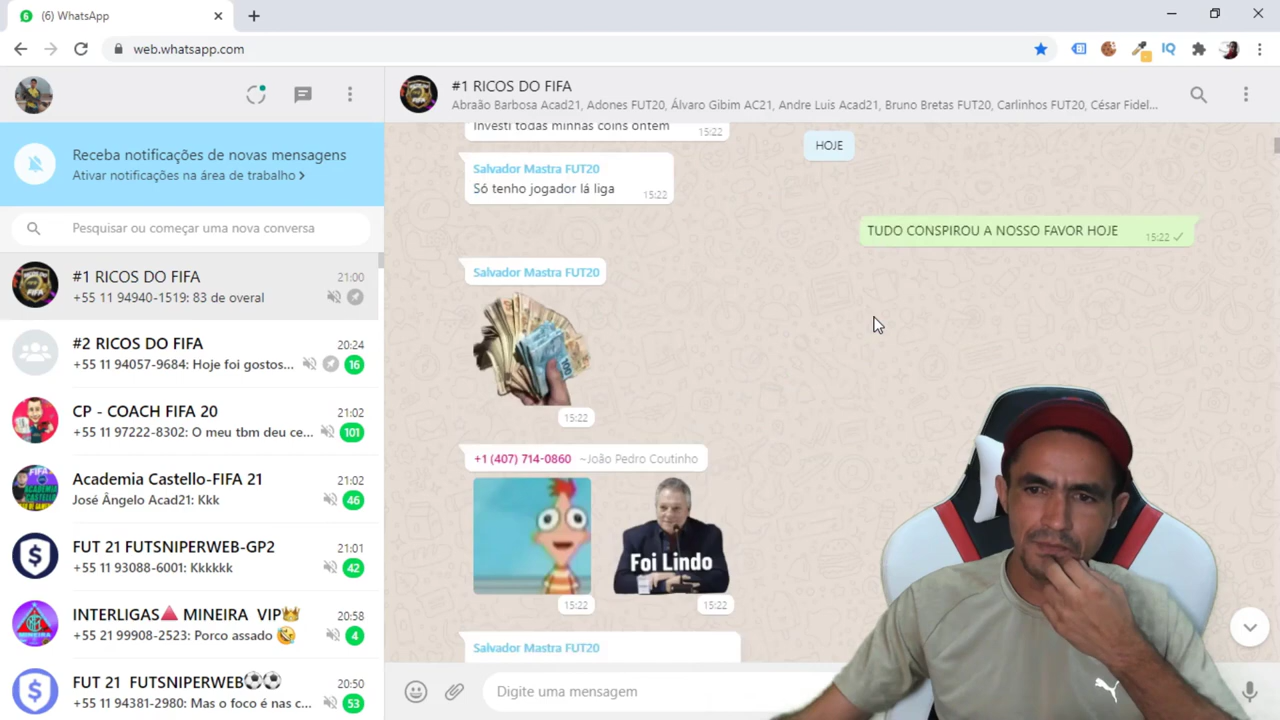 (6) WhatsApp
web.whatsapp.com
IQ
Receba notificações de novas mensagens
Ativar notificações na área de trabalho >
Pesquisar ou começar uma nova conversa
#1 RICOS DO FIFA 21:00
+55 11 94940-1519: 83 de overal
#2 RICOS DO FIFA 20:24
+55 11 94057-9684: Hoje foi gostos... 16
CP - COACH FIFA 20 21:02
+55 11 97222-8302: O meu tbm deu ce... 101
Academia Castello-FIFA 21 21:02
José Ângelo Acad21: Kkk 46
FUT 21 FUTSNIPERWEB-GP2 21:01
+55 11 93088-6001: Kkkkkk 42
INTERLIGAS🔺 MINEIRA VIP👑 20:58
+55 21 99908-2523: Porco assado 🤣 4
FUT 21 FUTSNIPERWEB⚽⚽ 20:50
+55 11 94381-2980: Mas o foco é nas c... 53
#1 RICOS DO FIFA
Abraão Barbosa Acad21, Adones FUT20, Álvaro Gibim AC21, Andre Luis Acad21, Bruno Bretas FUT20, Carlinhos FUT20, César Fidel...
Investi todas minhas coins ontem 15:22
HOJE
Salvador Mastra FUT20
Só tenho jogador lá liga 15:22
TUDO CONSPIROU A NOSSO FAVOR HOJE 15:22
Salvador Mastra FUT20
100
15:22
+1 (407) 714-0860 ~João Pedro Coutinho
Foi Lindo
15:22 15:22
Salvador Mastra FUT20
Digite uma mensagem